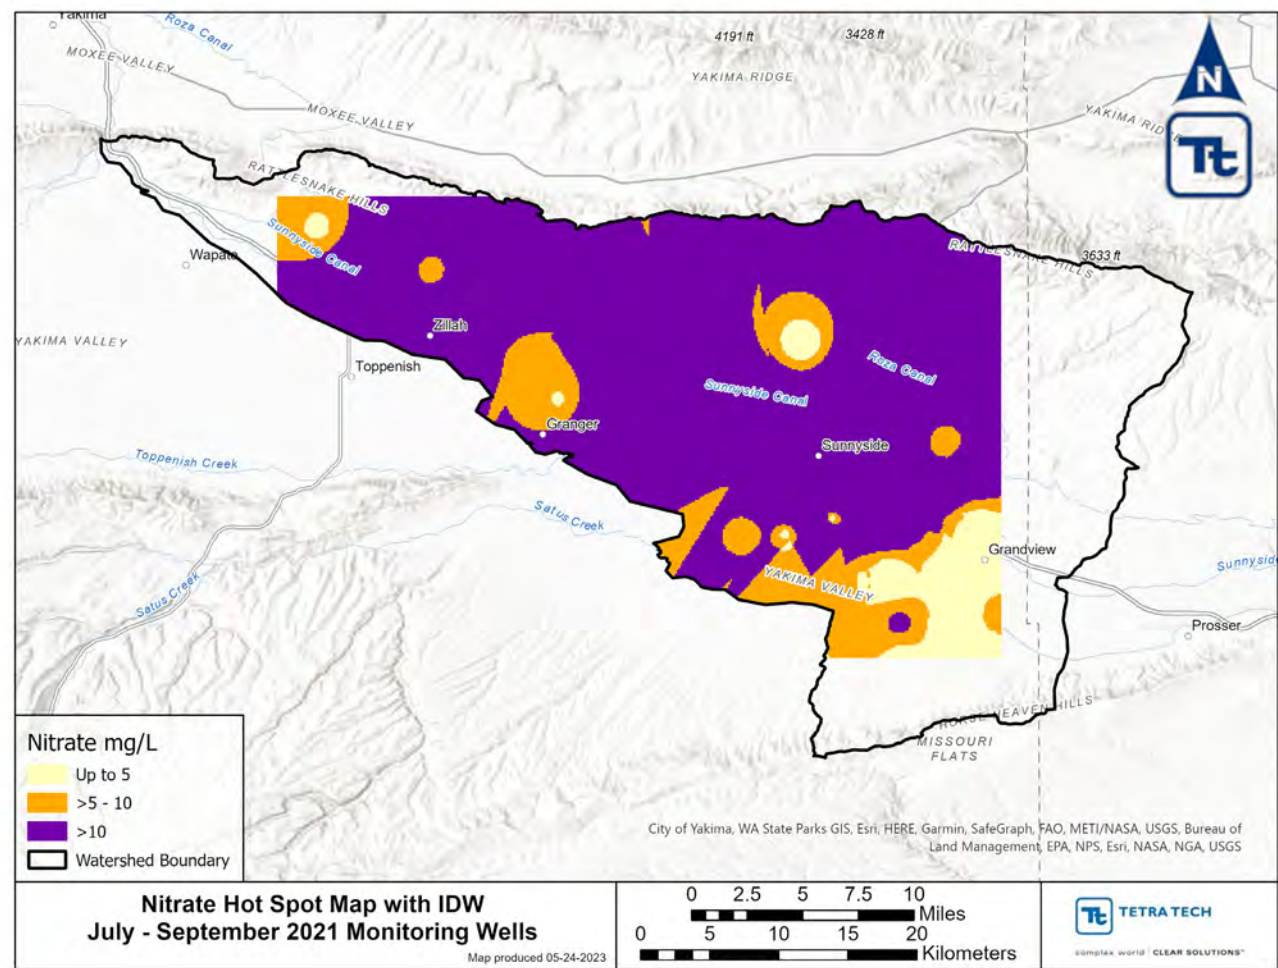 Yakima
Roza Canal
4191 ft
3428 ft
MOXEE VALLEY
YAKIMA RIDGE
N
MOXEE VALLEY
YAKIMA RIDGE
Tt
RATTLESNAKE HILLS
Sunnyside Canal
Wapato
RATTLESNAKE HILLS
3633 ft
Zillah
YAKIMA VALLEY
Toppenish
Roza Canal
Sunnyside Canal
Granger
Sunnyside
Toppenish Creek
Satus Creek
Grandview
Sunnyside
YAKIMA VALLEY
Satus Creek
Prosser
HORSE HEAVEN HILLS
MISSOURI
FLATS
Nitrate mg/L
Up to 5
>5 - 10
>10
Watershed Boundary
City of Yakima, WA State Parks GIS, Esri, HERE, Garmin, SafeGraph, FAO, METI/NASA, USGS, Bureau of
Land Management, EPA, NPS, Esri, NASA, NGA, USGS
Nitrate Hot Spot Map with IDW
July - September 2021 Monitoring Wells
Map produced 05-24-2023
0 2.5 5 7.5 10
Miles
0 5 10 15 20
Kilometers
Tt TETRA TECH
complex world | CLEAR SOLUTIONS™